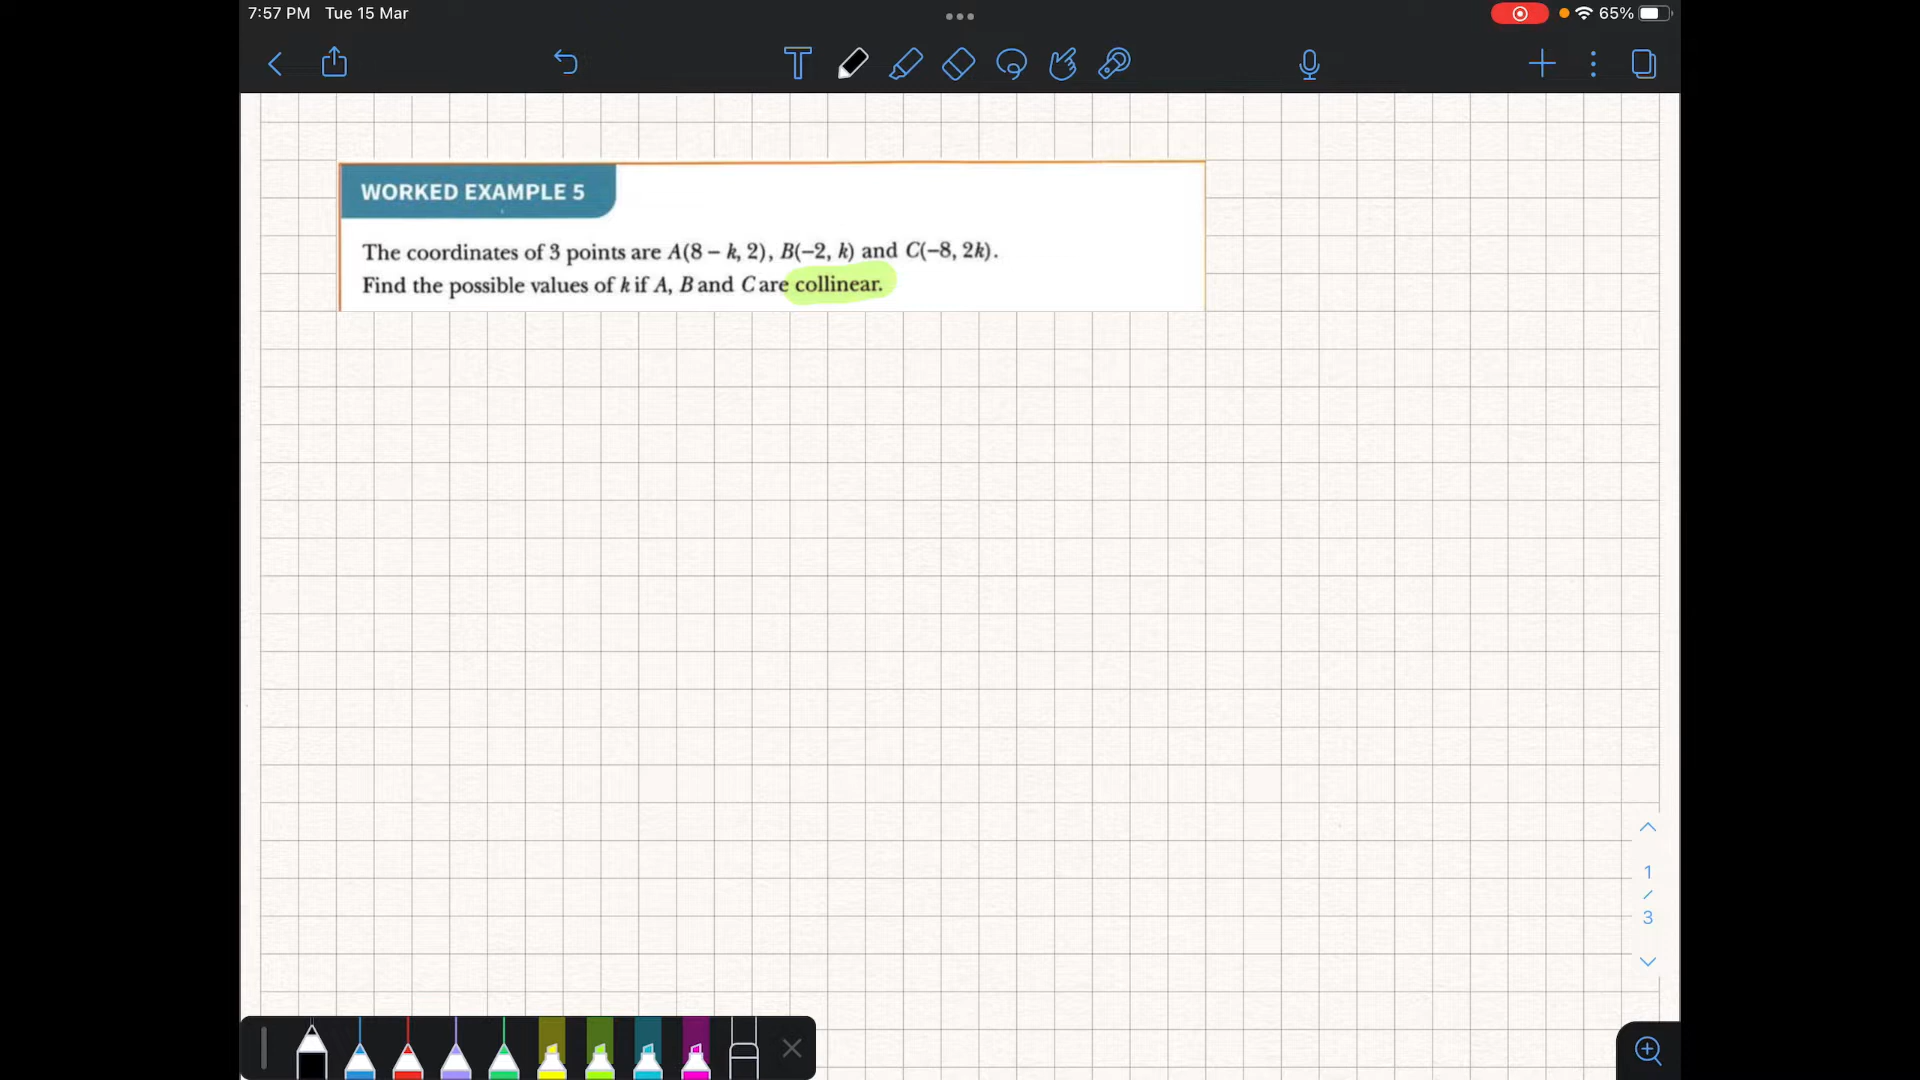 7:57 PM Tue 15 Mar
65%
WORKED EXAMPLE 5
The coordinates of 3 points are A(8 – k, 2), B(–2, k) and C(–8, 2k).
Find the possible values of k if A, B and C are collinear.
1
/
3